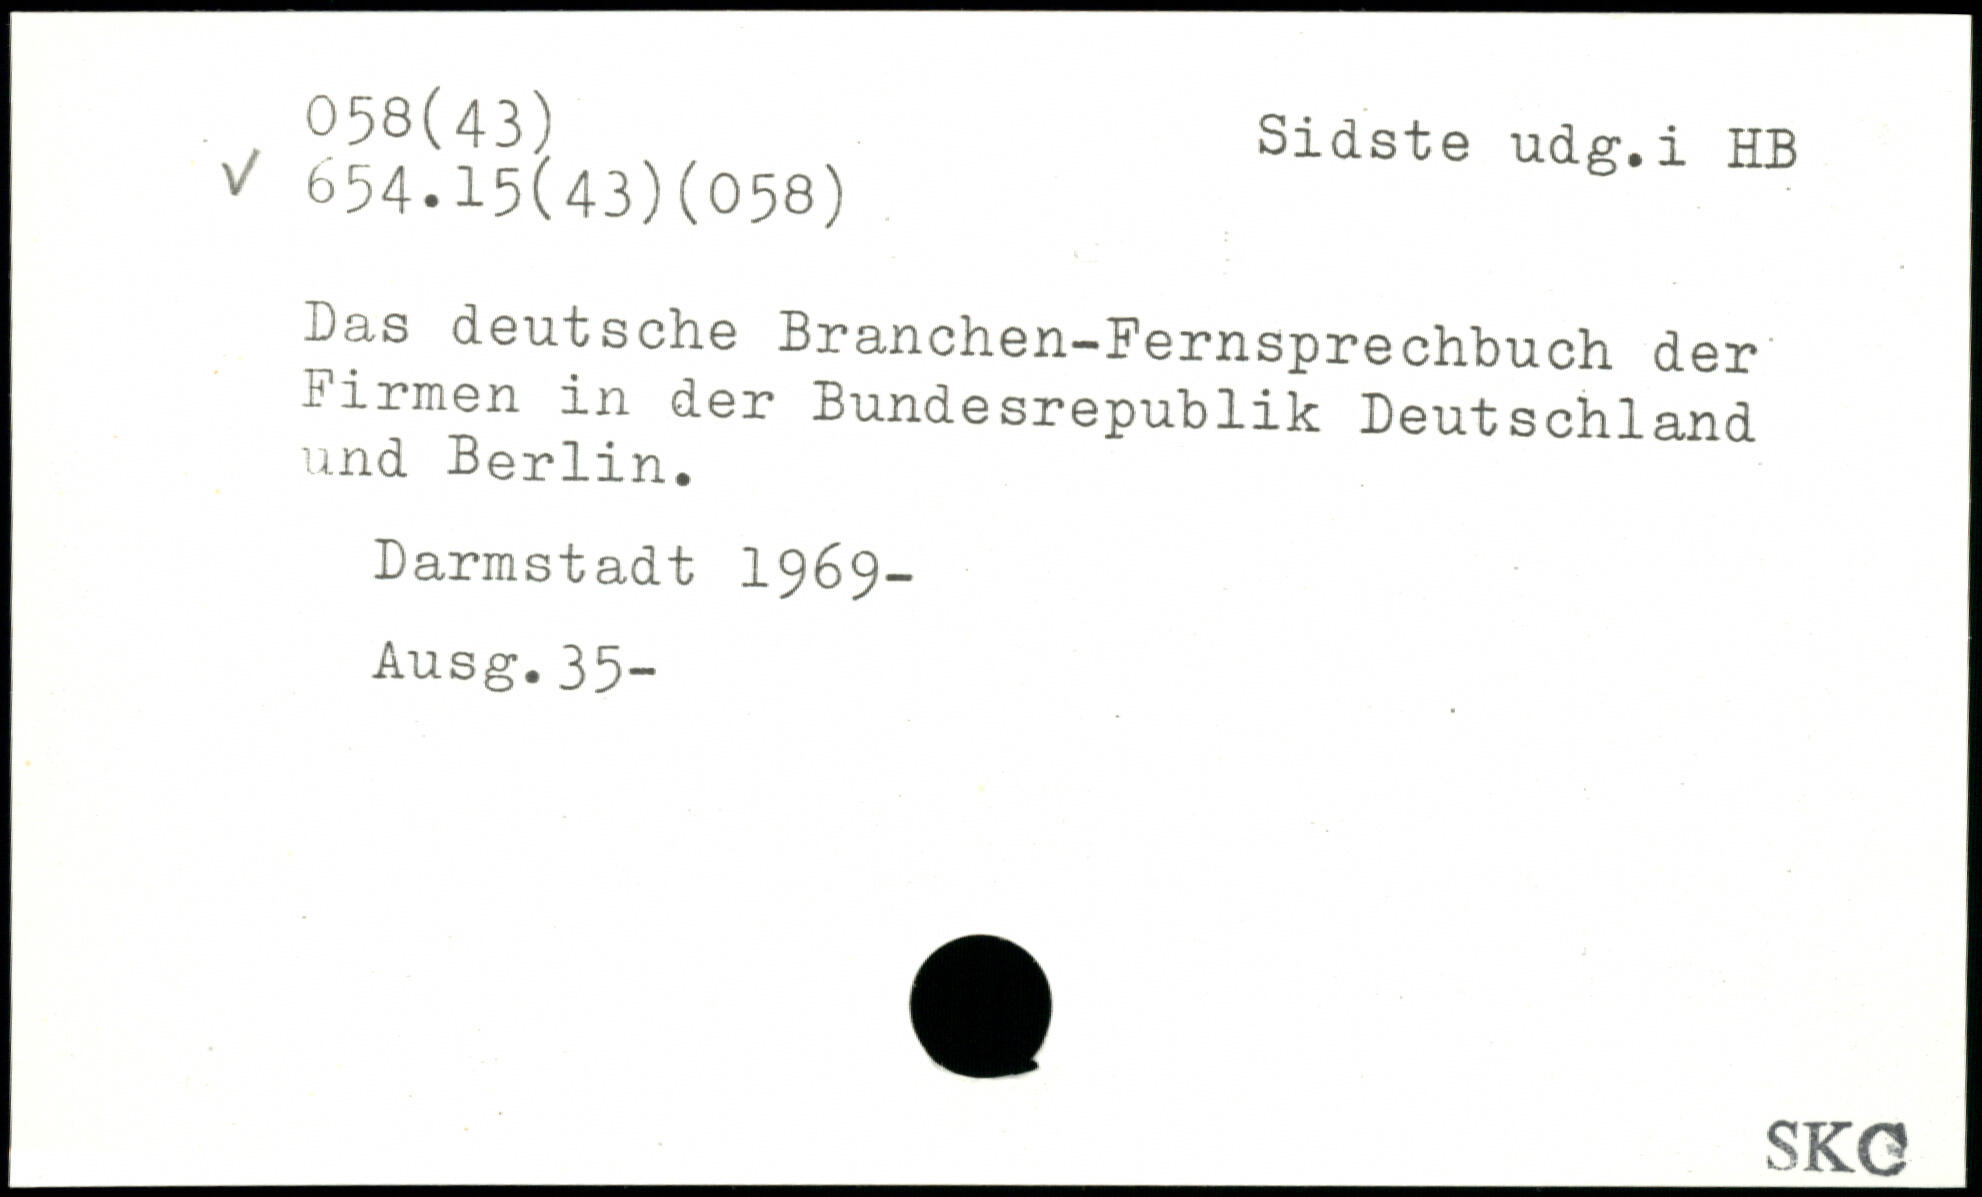 058(43)
Sidste udg.i HB
✓ 654.15(43)(058)
Das deutsche Branchen-Fernsprechbuch der
Firmen in der Bundesrepublik Deutschland
und Berlin.
Darmstadt 1969-
Ausg.35-
SKC